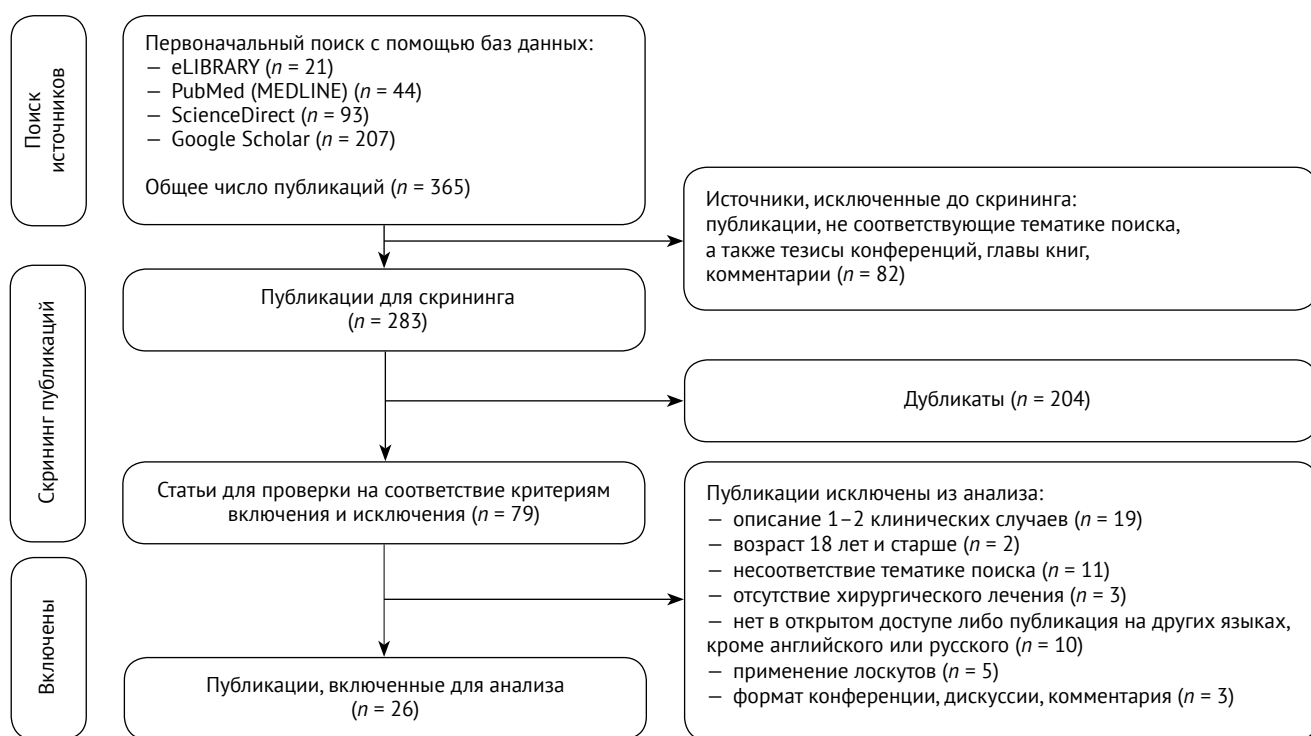 Поиск
источников
Первоначальный поиск с помощью баз данных:
— eLIBRARY (n = 21)
— PubMed (MEDLINE) (n = 44)
— ScienceDirect (n = 93)
— Google Scholar (n = 207)
Общее число публикаций (n = 365)
Источники, исключенные до скрининга:
публикации, не соответствующие тематике поиска,
а также тезисы конференций, главы книг,
комментарии (n = 82)
Скрининг публикаций
Публикации для скрининга
(n = 283)
Дубликаты (n = 204)
Статьи для проверки на соответствие критериям
включения и исключения (n = 79)
Публикации исключены из анализа:
— описание 1–2 клинических случаев (n = 19)
— возраст 18 лет и старше (n = 2)
— несоответствие тематике поиска (n = 11)
— отсутствие хирургического лечения (n = 3)
— нет в открытом доступе либо публикация на других языках,
кроме английского или русского (n = 10)
— применение лоскутов (n = 5)
— формат конференции, дискуссии, комментария (n = 3)
Включены
Публикации, включенные для анализа
(n = 26)